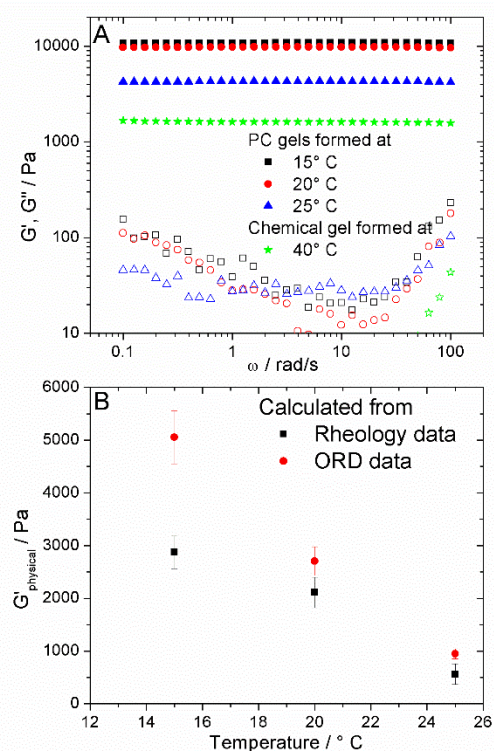 A
G', G'' / Pa
10000
1000
100
10
PC gels formed at
15° C
20° C
25° C
Chemical gel formed at
40° C
0.1 1 10 100
ω / rad/s
B
G'physical / Pa
6000
5000
4000
3000
2000
1000
0
Calculated from
Rheology data
ORD data
12 14 16 18 20 22 24 26
Temperature / ° C